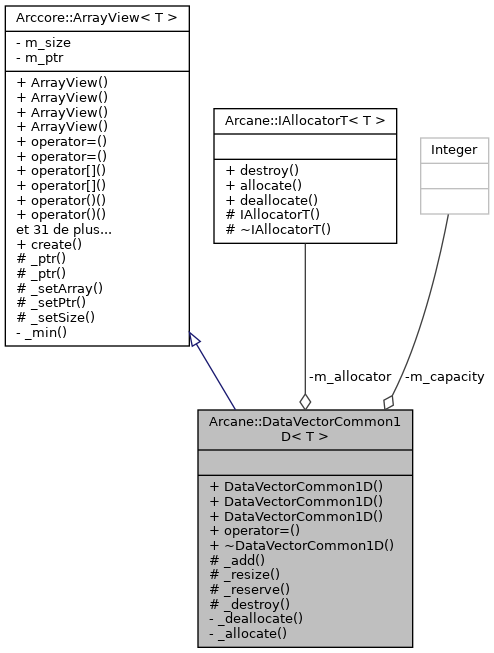 Arccore::ArrayView< T >
- m_size
- m_ptr
+ ArrayView()
+ ArrayView()
+ ArrayView()
+ ArrayView()
+ operator=()
+ operator=()
+ operator[]()
+ operator[]()
+ operator()()
+ operator()()
et 31 de plus...
+ create()
# _ptr()
# _ptr()
# _setArray()
# _setPtr()
# _setSize()
- _min()
Arcane::IAllocatorT< T >
+ destroy()
+ allocate()
+ deallocate()
# IAllocatorT()
# ~IAllocatorT()
Integer
-m_allocator
-m_capacity
Arcane::DataVectorCommon1
D< T >
+ DataVectorCommon1D()
+ DataVectorCommon1D()
+ DataVectorCommon1D()
+ operator=()
+ ~DataVectorCommon1D()
# _add()
# _resize()
# _reserve()
# _destroy()
- _deallocate()
- _allocate()